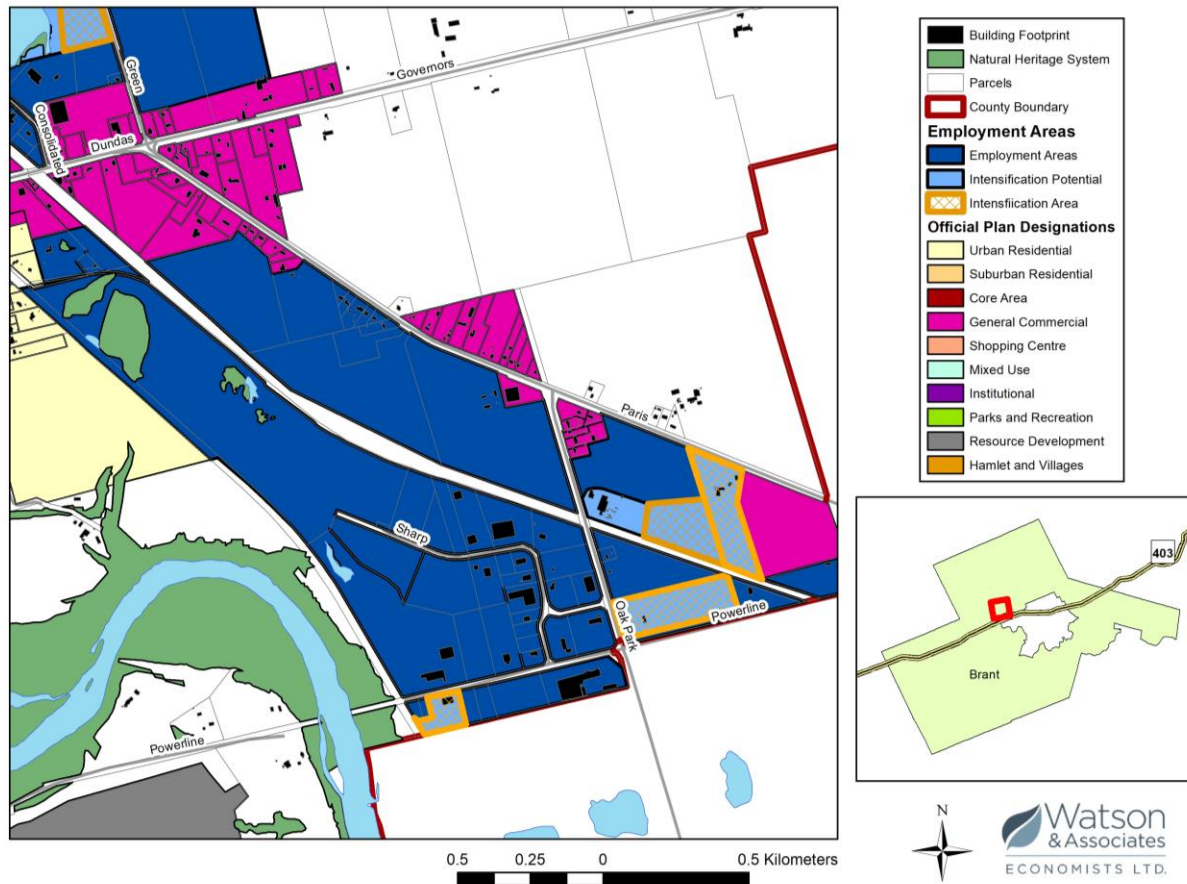 Green
Governors
Consolidated
Dundas
Paris
Sharp
Oak Park
Powerline
Powerline
Building Footprint
Natural Heritage System
Parcels
County Boundary
Employment Areas
Employment Areas
Intensification Potential
Intensfiication Area
Official Plan Designations
Urban Residential
Suburban Residential
Core Area
General Commercial
Shopping Centre
Mixed Use
Institutional
Parks and Recreation
Resource Development
Hamlet and Villages
403
Brant
N
Watson
& Associates
ECONOMISTS LTD.
0.5 0.25 0 0.5 Kilometers